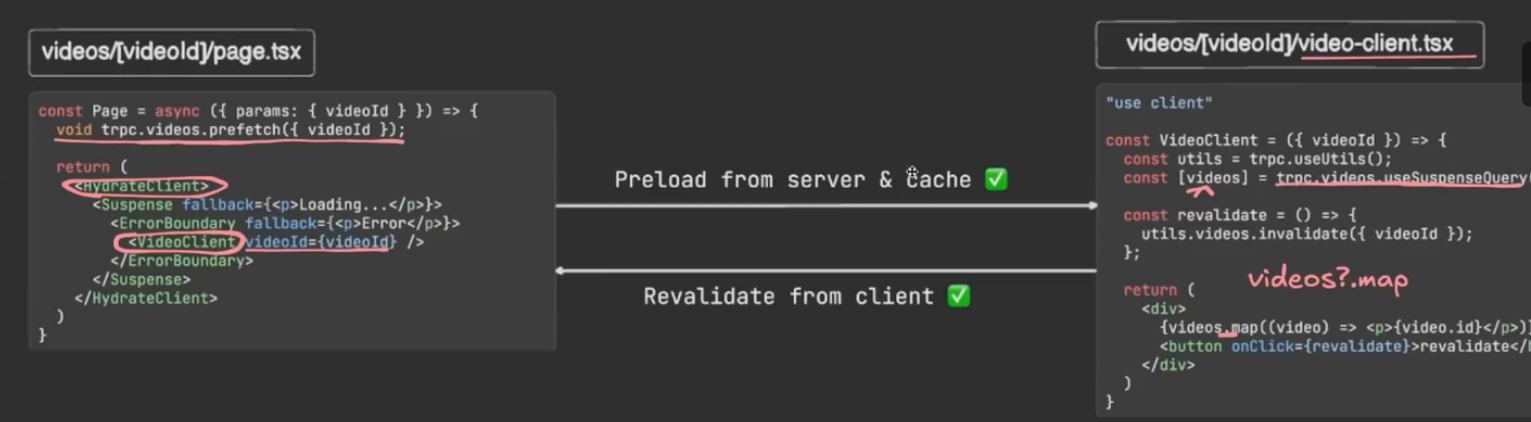 videos/[videoId]/page.tsx
const Page = async ({ params: { videoId } }) => {
void trpc.videos.prefetch({ videoId });
return (
<HydrateClient>
<Suspense fallback={<p>Loading...</p>}>
<ErrorBoundary fallback={<p>Error</p>}>
<VideoClient videoId={videoId} />
</ErrorBoundary>
</Suspense>
</HydrateClient>
)
}
Preload from server & cache ✅
Revalidate from client ✅
videos/[videoId]/video-client.tsx
"use client"
const VideoClient = ({ videoId }) => {
const utils = trpc.useUtils();
const [videos] = trpc.videos.useSuspenseQuery(
const revalidate = () => {
utils.videos.invalidate({ videoId });
};
videos?.map
return (
<div>
{videos.map((video) => <p>{video.id}</p>)}
<button onClick={revalidate}>revalidate</
</div>
)
}